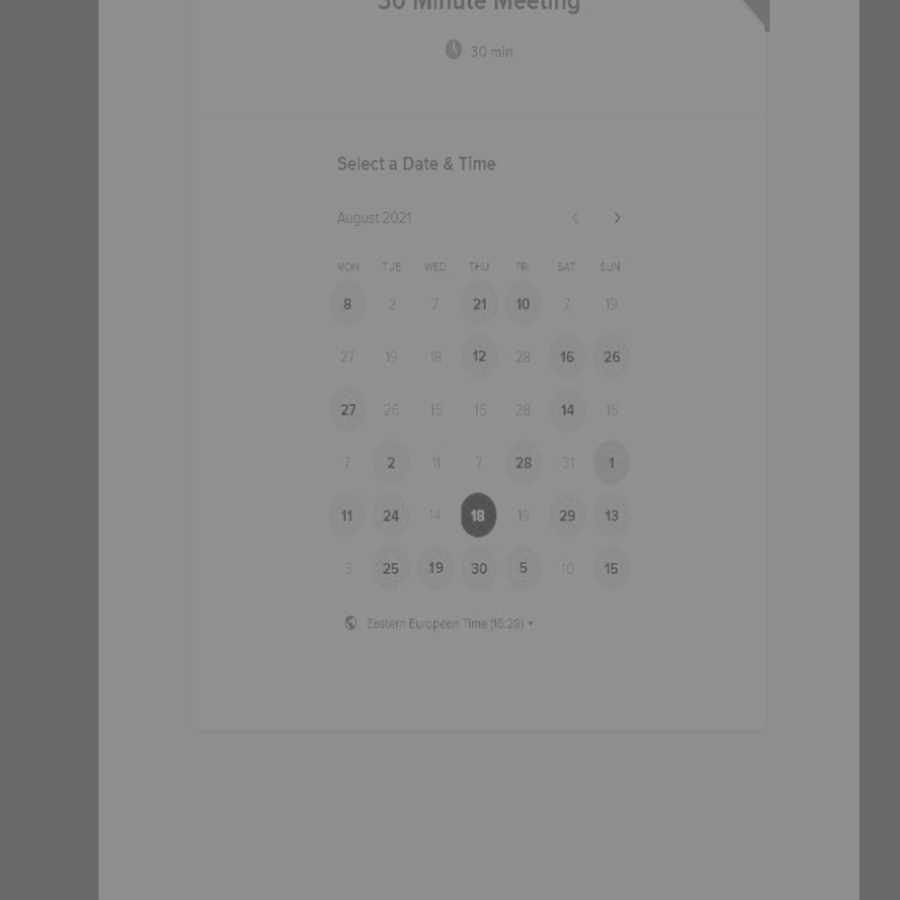 30 Minute Meeting
30 min
Select a Date & Time
August 2021
MON TUE WED THU FRI SAT SUN
8 2 7 21 10 7 19
27 19 18 12 28 16 26
27 26 15 15 28 14 15
7 2 11 7 28 31 1
11 24 14 18 19 29 13
3 25 19 30 5 10 15
Eastern European Time (16:28)